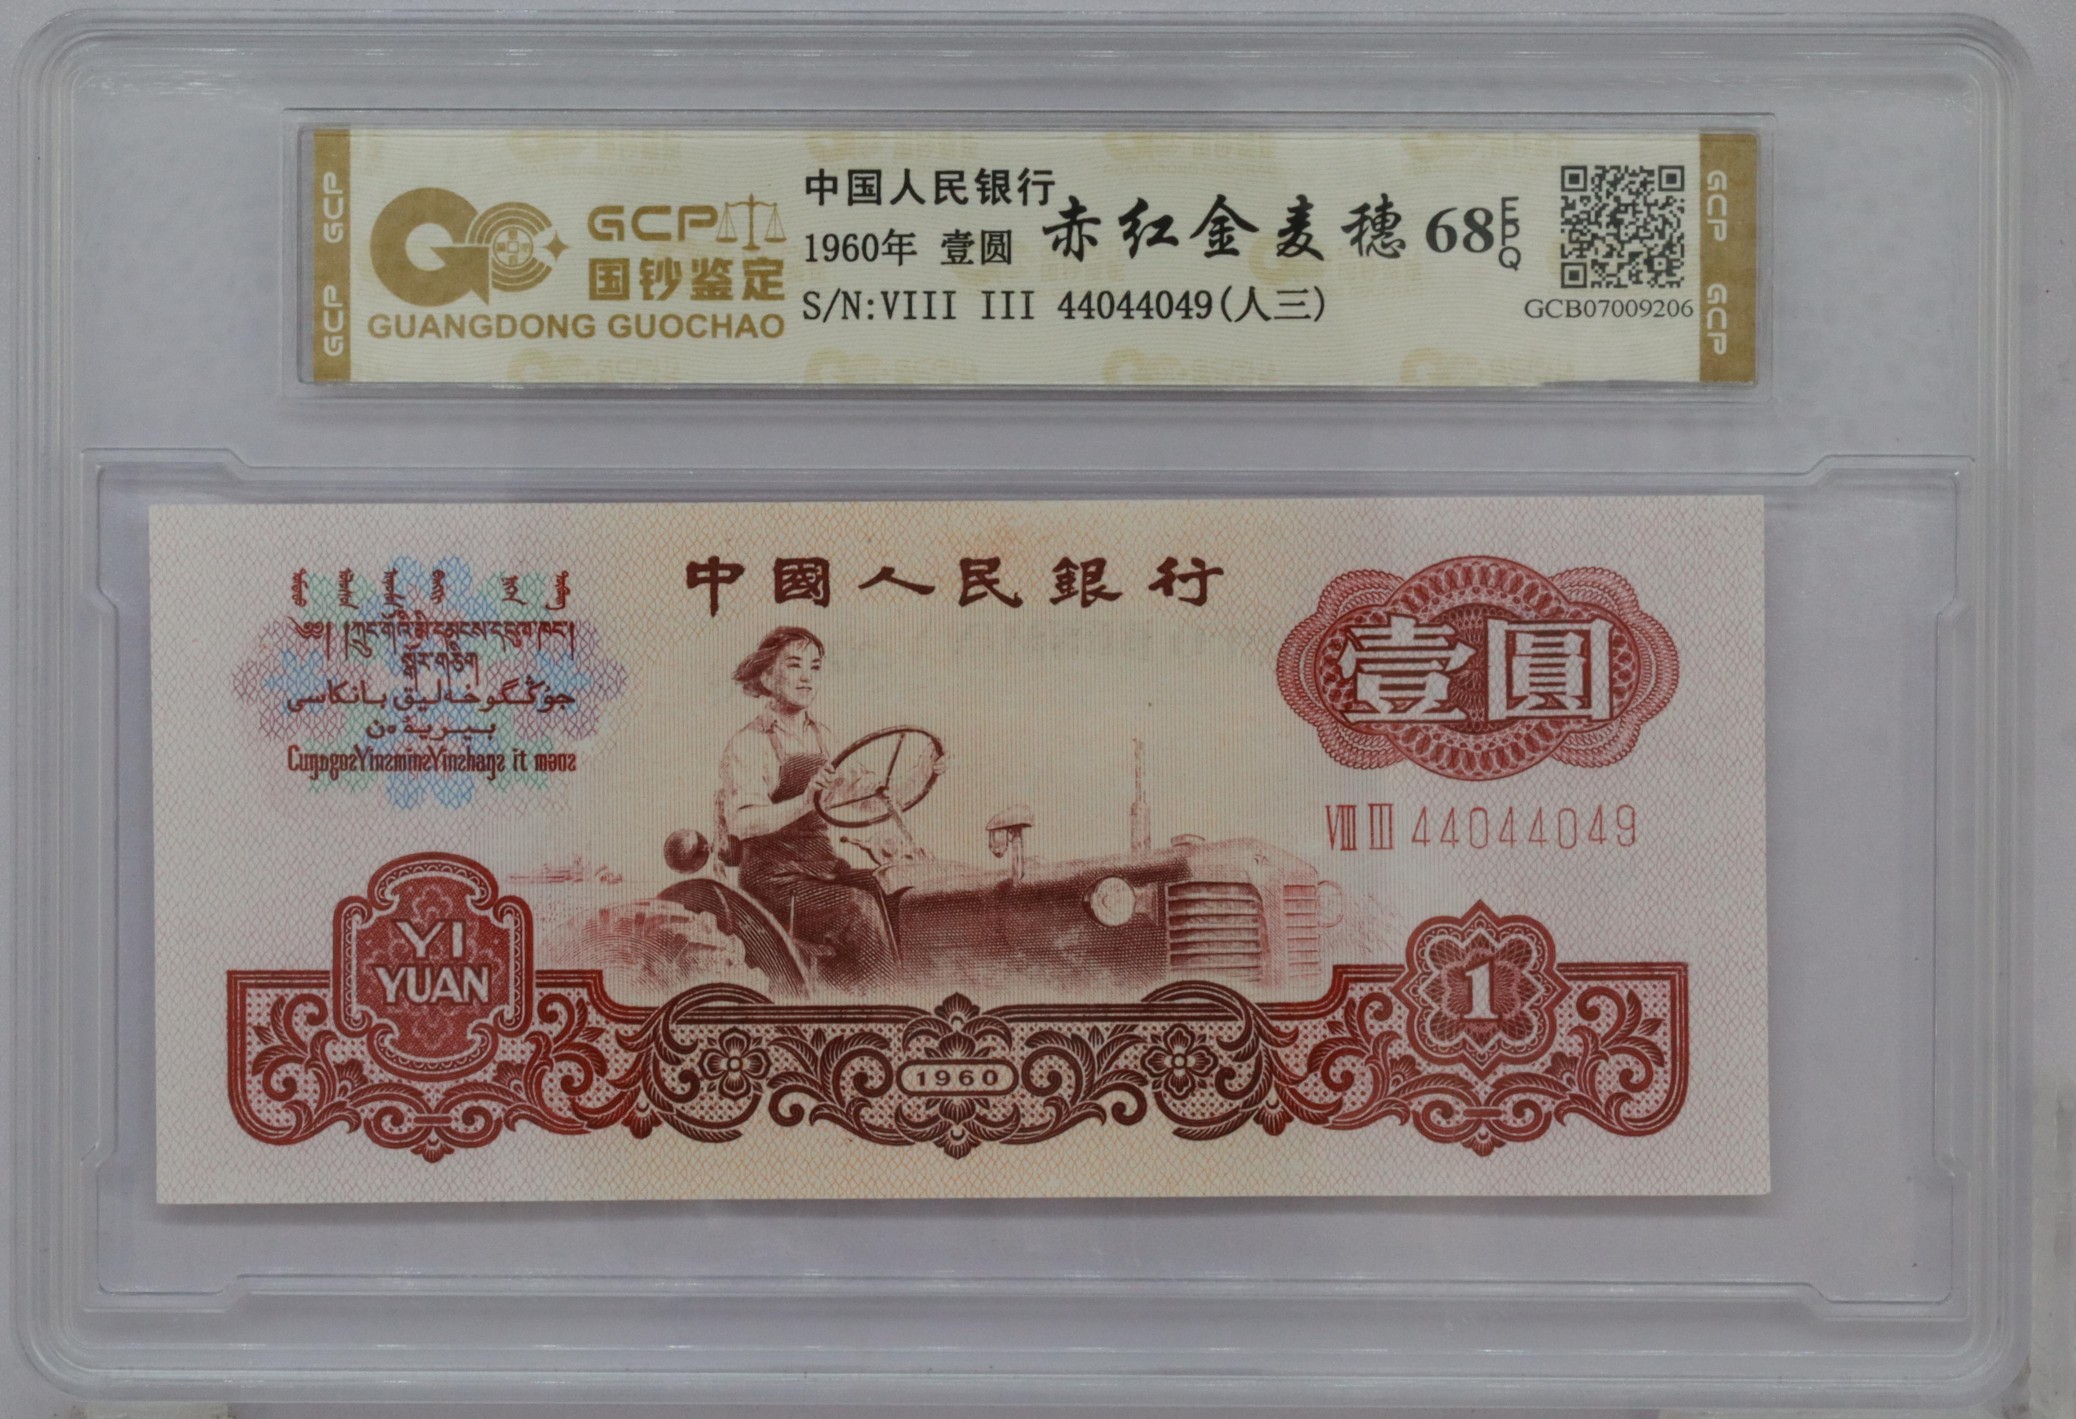 GCP
GCP
GCP
国钞鉴定
GUANGDONG GUOCHAO
中国人民银行
1960年 壹圆
赤红金麦穗
68 EPQ
S/N:VIII III 44044049(人三)
GCB07009206
GCP
GCP
中國人民銀行
壹圓
VIII III 44044049
YI
YUAN
1960
1